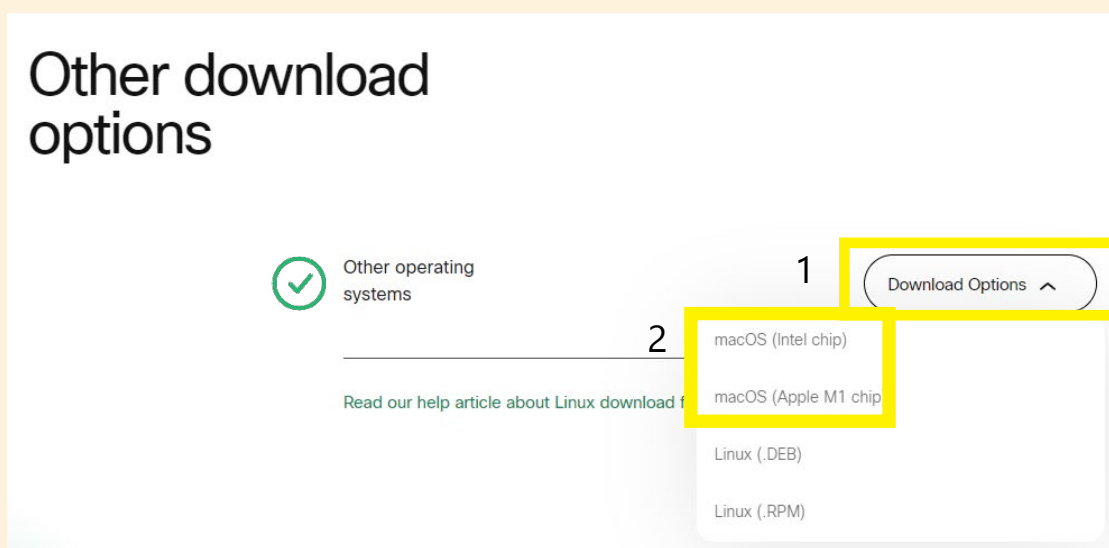 Other download
options
Other operating
systems
1
Download Options
2
macOS (Intel chip)
macOS (Apple M1 chip
Read our help article about Linux download f
Linux (.DEB)
Linux (.RPM)